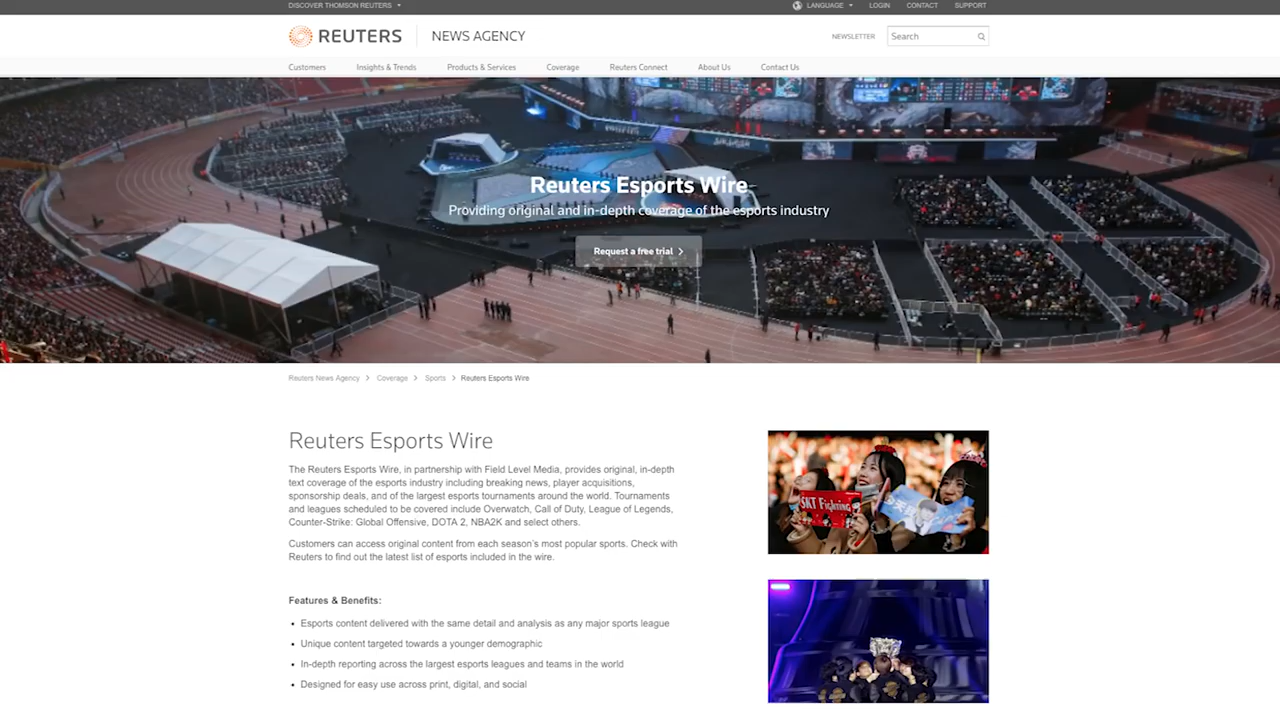 DISCOVER THOMSON REUTERS
LANGUAGE
LOGIN
CONTACT
SUPPORT
REUTERS
NEWS AGENCY
NEWSLETTER
Search
Customers
Insights & Trends
Products & Services
Coverage
Reuters Connect
About Us
Contact Us
Reuters Esports Wire
Providing original and in-depth coverage of the esports industry
Request a free trial
Reuters News Agency
Coverage
Sports
Reuters Esports Wire
Reuters Esports Wire
The Reuters Esports Wire, in partnership with Field Level Media, provides original, in-depth
text coverage of the esports industry including breaking news, player acquisitions,
sponsorship deals, and of the largest esports tournaments around the world. Tournaments
and leagues scheduled to be covered include Overwatch, Call of Duty, League of Legends,
Counter-Strike: Global Offensive, DOTA 2, NBA2K and select others.
Customers can access original content from each season's most popular sports. Check with
Reuters to find out the latest list of esports included in the wire.
SKT Fighting
Features & Benefits:
• Esports content delivered with the same detail and analysis as any major sports league
• Unique content targeted towards a younger demographic
• In-depth reporting across the largest esports leagues and teams in the world
• Designed for easy use across print, digital, and social